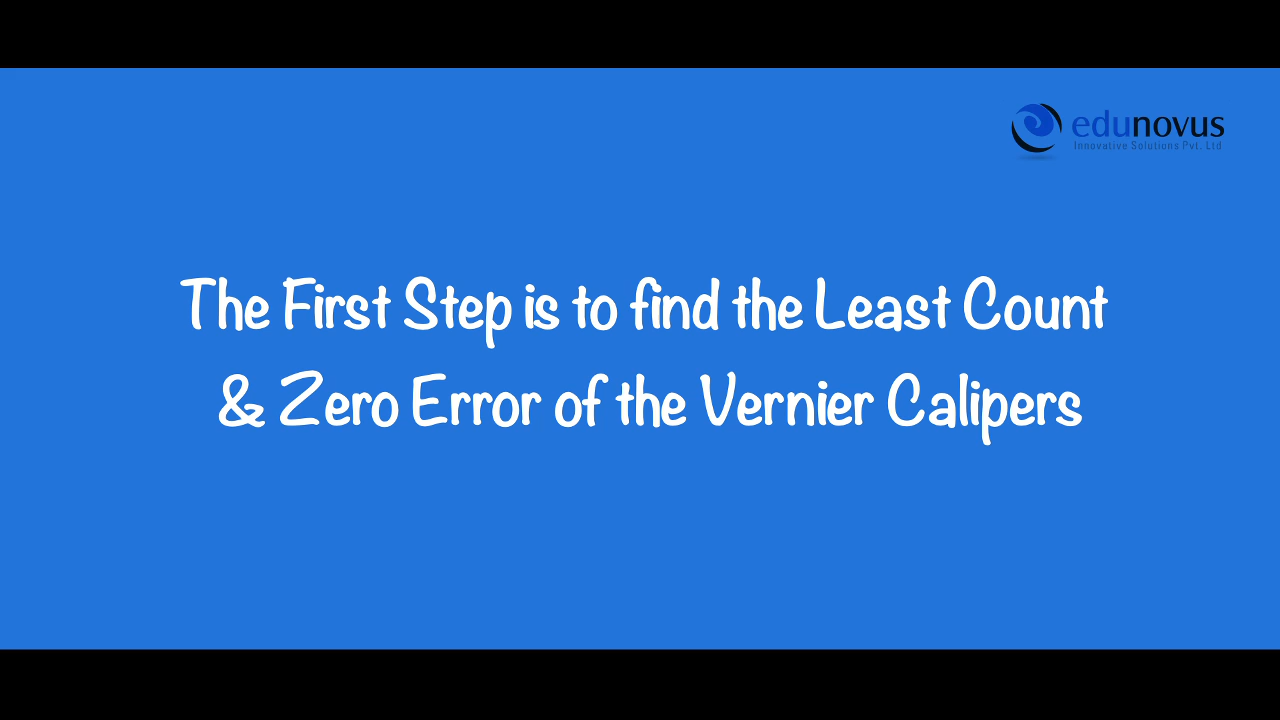 edunovus
Innovative Solutions Pvt. Ltd
The First Step is to find the Least Count
& Zero Error of the Vernier Calipers